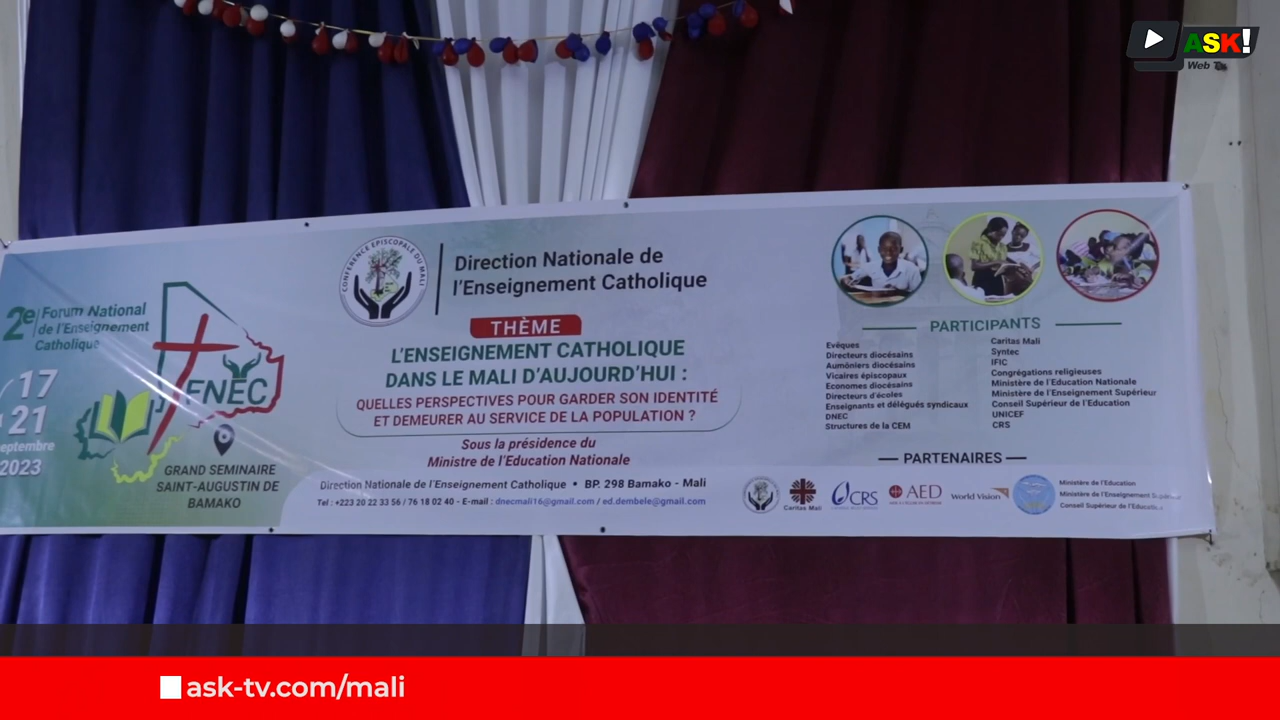 ASK!
Web Tv
2e Forum National
de l'Enseignement
Catholique
17
21
septembre
2023
FNEC
GRAND SEMINAIRE
SAINT-AUGUSTIN DE
BAMAKO
CONFERENCE EPISCOPALE DU MALI
Direction Nationale de
l'Enseignement Catholique
THÈME
L'ENSEIGNEMENT CATHOLIQUE
DANS LE MALI D'AUJOURD'HUI :
QUELLES PERSPECTIVES POUR GARDER SON IDENTITÉ
ET DEMEURER AU SERVICE DE LA POPULATION ?
Sous la présidence du
Ministre de l'Education Nationale
Direction Nationale de l'Enseignement Catholique • BP. 298 Bamako - Mali
Tel : +223 20 22 33 56 / 76 18 02 40 - E-mail : dnecmali16@gmail.com / ed.dembele@gmail.com
PARTICIPANTS
Evêques
Directeurs diocésains
Aumôniers diocésains
Vicaires épiscopaux
Economes diocésains
Directeurs d'écoles
Enseignants et délégués syndicaux
DNEC
Structures de la CEM
Caritas Mali
Syntec
IFIC
Congrégations religieuses
Ministère de l'Education Nationale
Ministère de l'Enseignement Supérieur
Conseil Supérieur de l'Education
UNICEF
CRS
PARTENAIRES
Caritas Mali
CRS
AED
World Vision
Ministère de l'Education
Ministère de l'Enseignement Supérieur
Conseil Supérieur de l'Education
ask-tv.com/mali